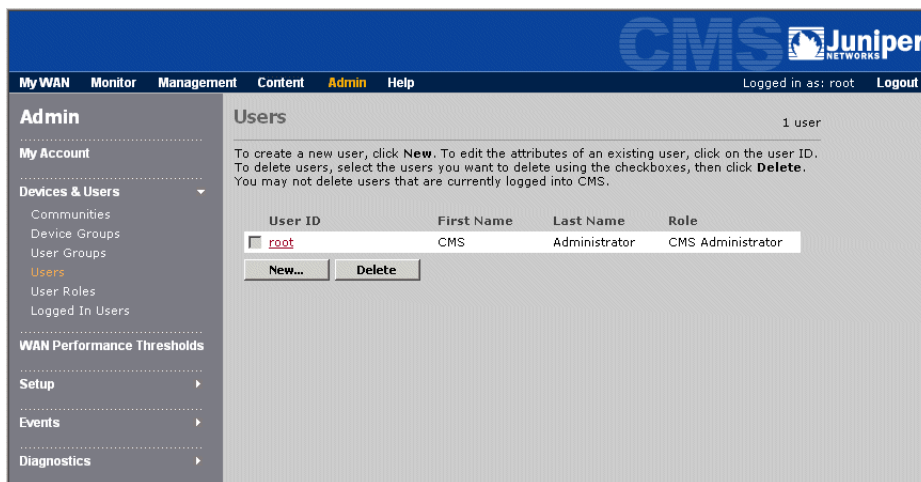 CMS
Juniper
NETWORKS
My WAN Monitor Management Content Admin Help
Logged in as: root Logout
Admin
My Account
Devices & Users
Communities
Device Groups
User Groups
Users
User Roles
Logged In Users
WAN Performance Thresholds
Setup
Events
Diagnostics
Users
1 user
To create a new user, click New. To edit the attributes of an existing user, click on the user ID.
To delete users, select the users you want to delete using the checkboxes, then click Delete.
You may not delete users that are currently logged into CMS.
User ID First Name Last Name Role
root CMS Administrator CMS Administrator
New... Delete